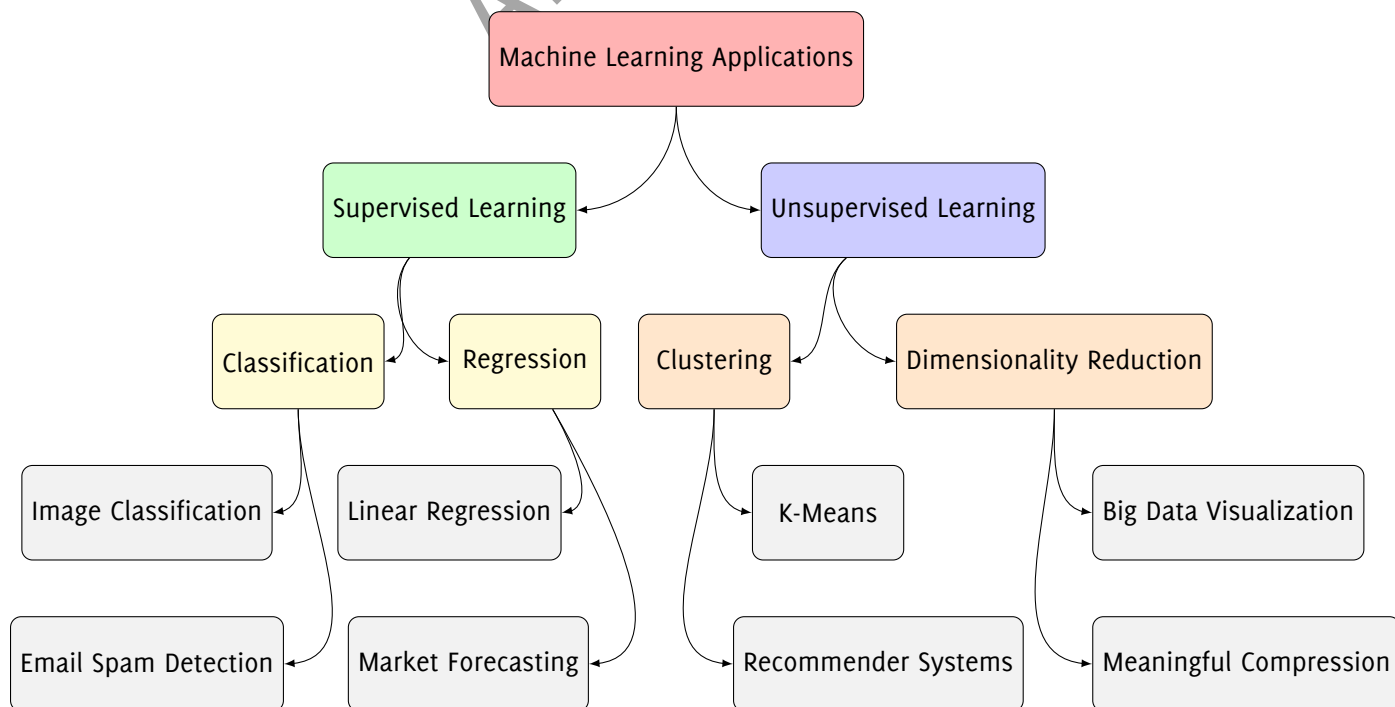 Machine Learning Applications
Supervised Learning
Unsupervised Learning
Classification
Regression
Clustering
Dimensionality Reduction
Image Classification
Linear Regression
K-Means
Big Data Visualization
Email Spam Detection
Market Forecasting
Recommender Systems
Meaningful Compression